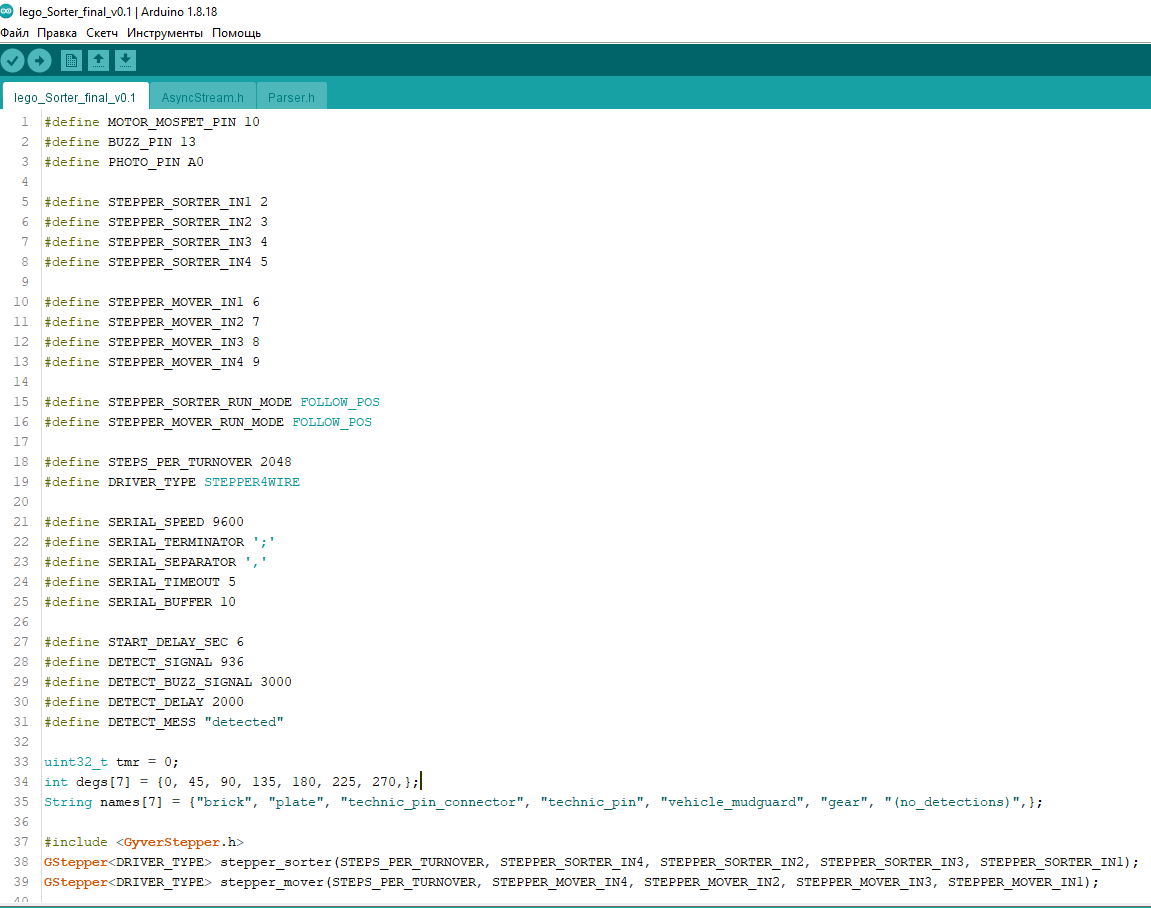 lego_Sorter_final_v0.1 | Arduino 1.8.18
Файл Правка Скетч Инструменты Помощь
lego_Sorter_final_v0.1 AsyncStream.h Parser.h
1 #define MOTOR_MOSFET_PIN 10
2 #define BUZZ_PIN 13
3 #define PHOTO_PIN A0
4
5 #define STEPPER_SORTER_IN1 2
6 #define STEPPER_SORTER_IN2 3
7 #define STEPPER_SORTER_IN3 4
8 #define STEPPER_SORTER_IN4 5
9
10 #define STEPPER_MOVER_IN1 6
11 #define STEPPER_MOVER_IN2 7
12 #define STEPPER_MOVER_IN3 8
13 #define STEPPER_MOVER_IN4 9
14
15 #define STEPPER_SORTER_RUN_MODE FOLLOW_POS
16 #define STEPPER_MOVER_RUN_MODE FOLLOW_POS
17
18 #define STEPS_PER_TURNOVER 2048
19 #define DRIVER_TYPE STEPPER4WIRE
20
21 #define SERIAL_SPEED 9600
22 #define SERIAL_TERMINATOR ';'
23 #define SERIAL_SEPARATOR ','
24 #define SERIAL_TIMEOUT 5
25 #define SERIAL_BUFFER 10
26
27 #define START_DELAY_SEC 6
28 #define DETECT_SIGNAL 936
29 #define DETECT_BUZZ_SIGNAL 3000
30 #define DETECT_DELAY 2000
31 #define DETECT_MESS "detected"
32
33 uint32_t tmr = 0;
34 int degs[7] = {0, 45, 90, 135, 180, 225, 270,};
35 String names[7] = {"brick", "plate", "technic_pin_connector", "technic_pin", "vehicle_mudguard", "gear", "(no_detections)",};
36
37 #include <GyverStepper.h>
38 GStepper<DRIVER_TYPE> stepper_sorter(STEPS_PER_TURNOVER, STEPPER_SORTER_IN4, STEPPER_SORTER_IN2, STEPPER_SORTER_IN3, STEPPER_SORTER_IN1);
39 GStepper<DRIVER_TYPE> stepper_mover(STEPS_PER_TURNOVER, STEPPER_MOVER_IN4, STEPPER_MOVER_IN2, STEPPER_MOVER_IN3, STEPPER_MOVER_IN1);
40